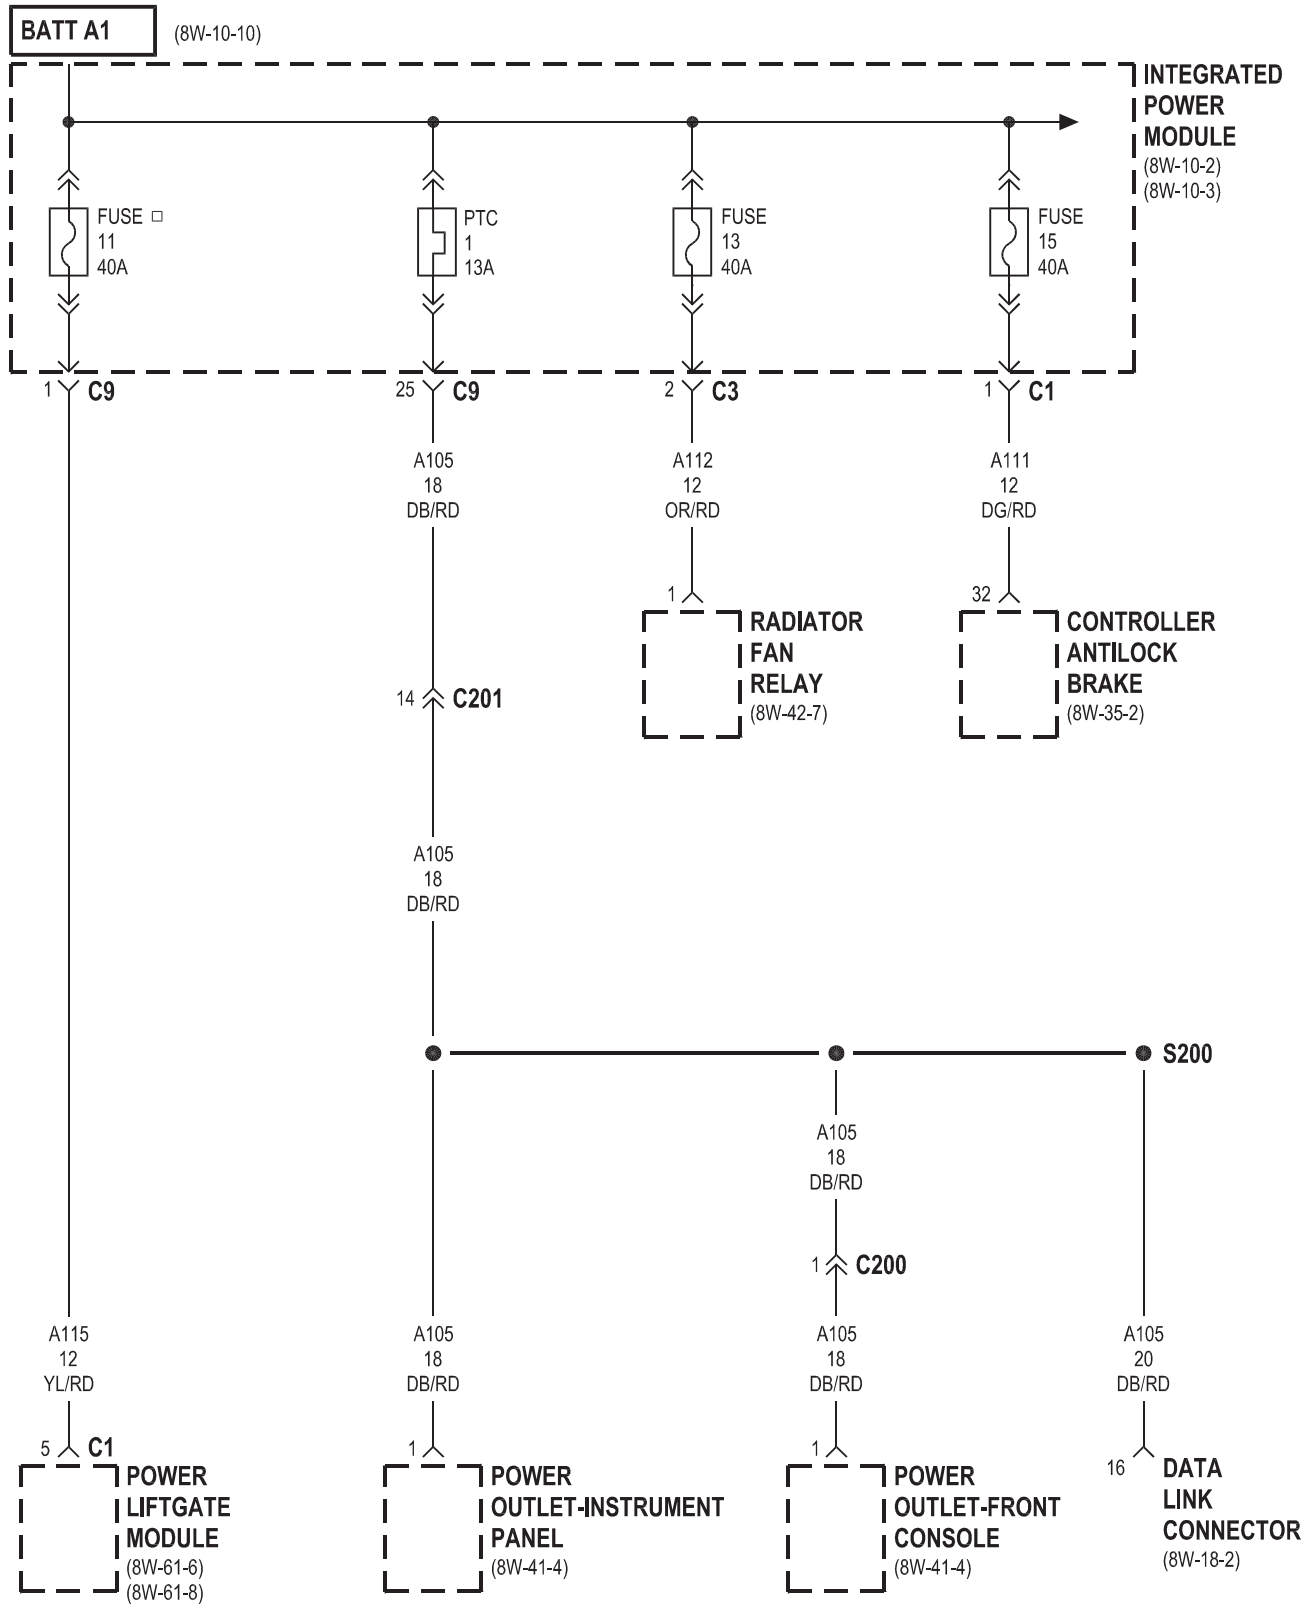 BATT A1
(8W-10-10)
INTEGRATED
POWER
MODULE
(8W-10-2)
(8W-10-3)
FUSE □
11
40A
PTC
1
13A
FUSE
13
40A
FUSE
15
40A
1 C9
25 C9
2 C3
1 C1
A105
18
DB/RD
A112
12
OR/RD
A111
12
DG/RD
1
RADIATOR
FAN
RELAY
(8W-42-7)
32
CONTROLLER
ANTILOCK
BRAKE
(8W-35-2)
14 C201
A105
18
DB/RD
S200
A105
18
DB/RD
1 C200
A115
12
YL/RD
A105
18
DB/RD
A105
18
DB/RD
A105
20
DB/RD
5 C1
POWER
LIFTGATE
MODULE
(8W-61-6)
(8W-61-8)
1
POWER
OUTLET-INSTRUMENT
PANEL
(8W-41-4)
1
POWER
OUTLET-FRONT
CONSOLE
(8W-41-4)
16
DATA
LINK
CONNECTOR
(8W-18-2)